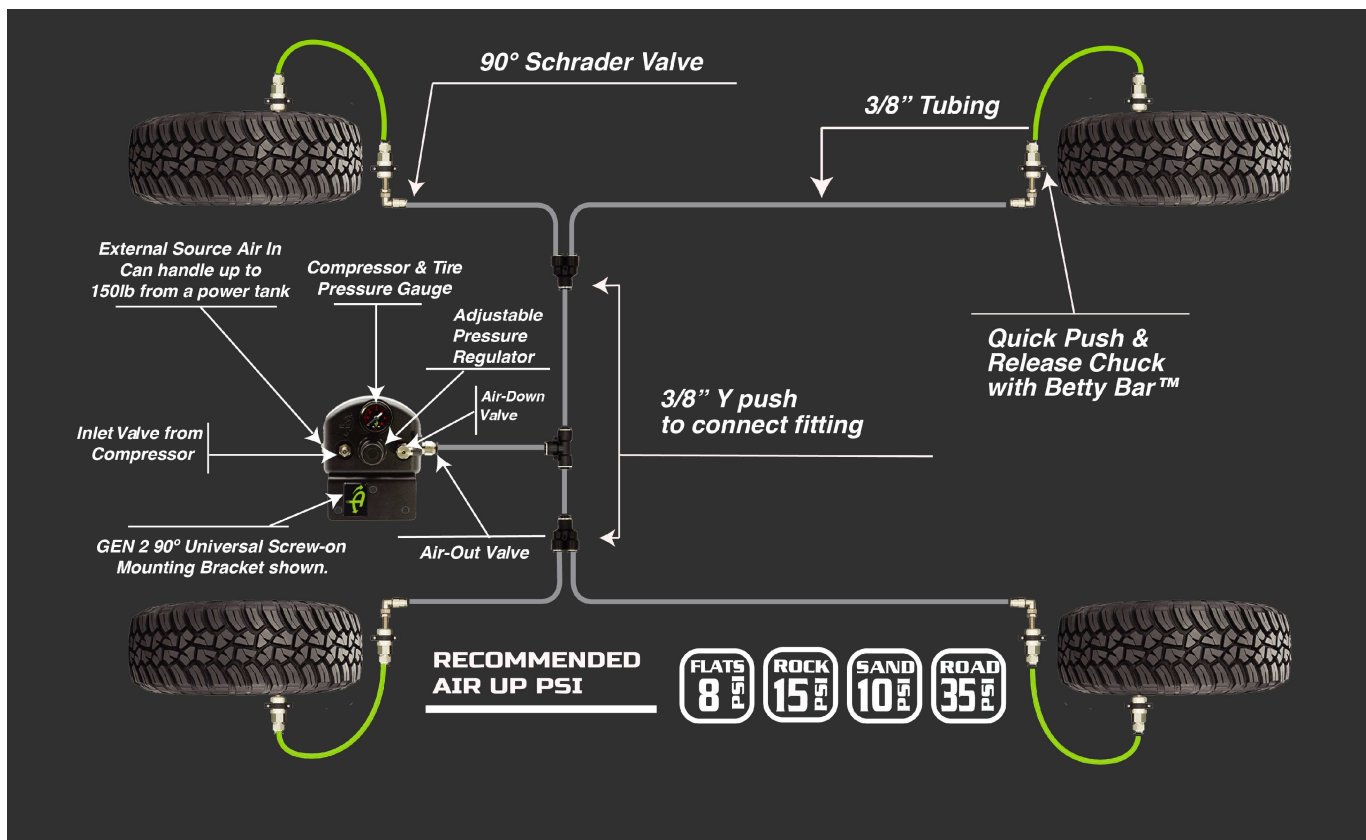 90° Schrader Valve
3/8” Tubing
External Source Air In
Can handle up to
150lb from a power tank
Compressor & Tire
Pressure Gauge
Adjustable
Pressure
Regulator
Air-Down
Valve
Inlet Valve from
Compressor
GEN 2 90º Universal Screw-on
Mounting Bracket shown.
Air-Out Valve
3/8” Y push
to connect fitting
Quick Push &
Release Chuck
with Betty Bar™
RECOMMENDED
AIR UP PSI
FLATS
8 PSI
ROCK
15 PSI
SAND
10 PSI
ROAD
35 PSI